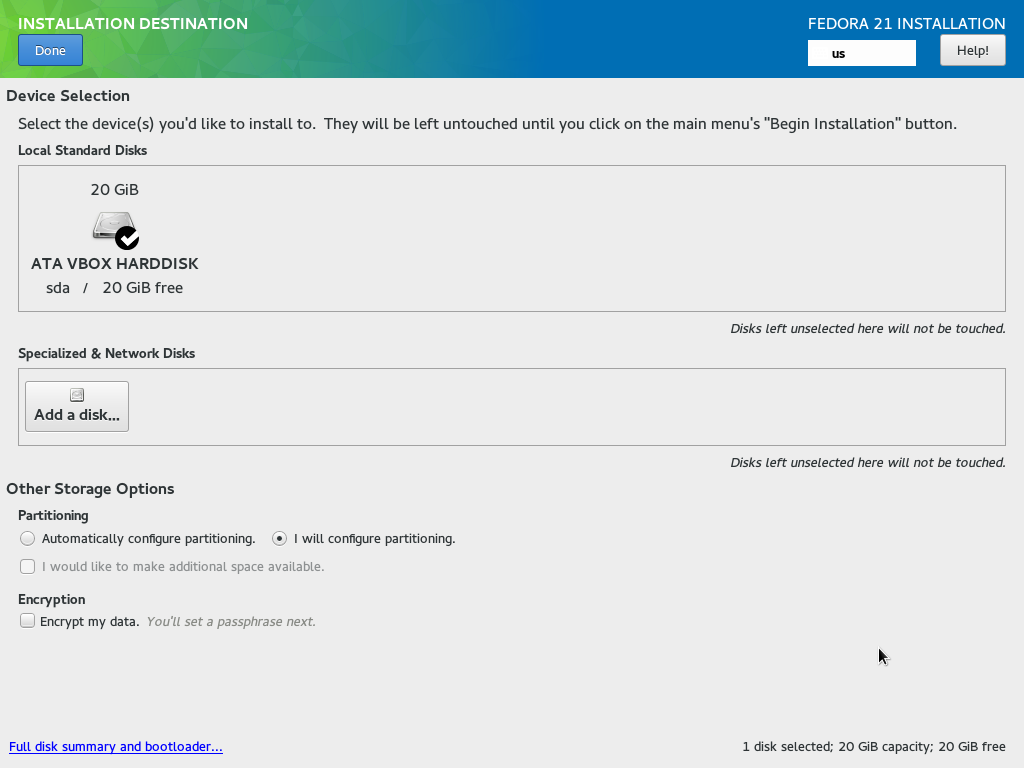 INSTALLATION DESTINATION
FEDORA 21 INSTALLATION
Done
us
Help!
Device Selection
Select the device(s) you'd like to install to.  They will be left untouched until you click on the main menu's "Begin Installation" button.
Local Standard Disks
20 GiB
ATA VBOX HARDDISK
sda / 20 GiB free
Disks left unselected here will not be touched.
Specialized & Network Disks
Add a disk...
Disks left unselected here will not be touched.
Other Storage Options
Partitioning
Automatically configure partitioning. I will configure partitioning.
I would like to make additional space available.
Encryption
Encrypt my data. You'll set a passphrase next.
Full disk summary and bootloader...
1 disk selected; 20 GiB capacity; 20 GiB free